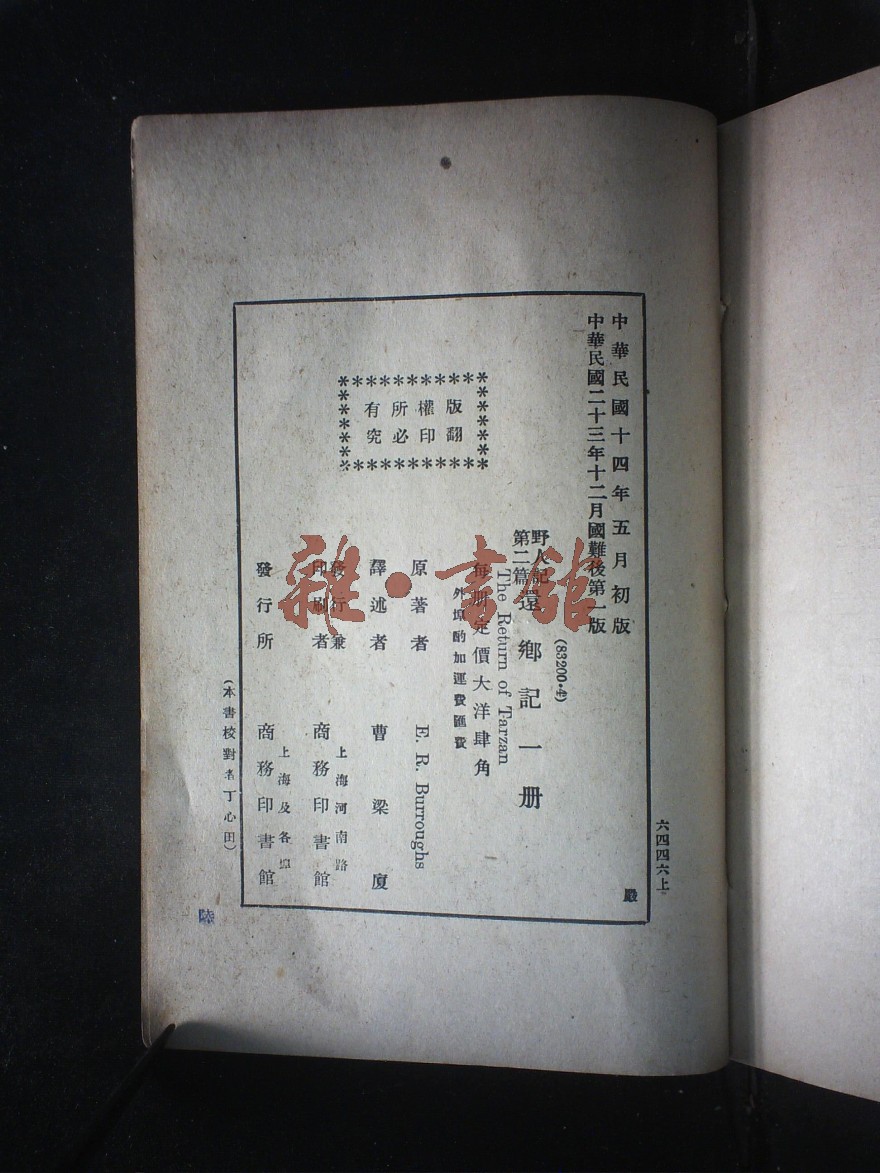 中華民國十四年五月初版
中華民國二十三年十二月國難後第一版
(83200·4)
野人記
第二篇
還鄉記一册
The Return of Tarzan
每册定價大洋肆角
外埠酌加運費匯費
版權所有
翻印必究
原著者 E. R. Burroughs
譯述者 曹梁廈
發行兼
印刷者
上海河南路
商務印書館
發行所
上海及各埠
商務印書館
(本書校對者丁心田)
六四四六上
嚴
陸
雜·書館